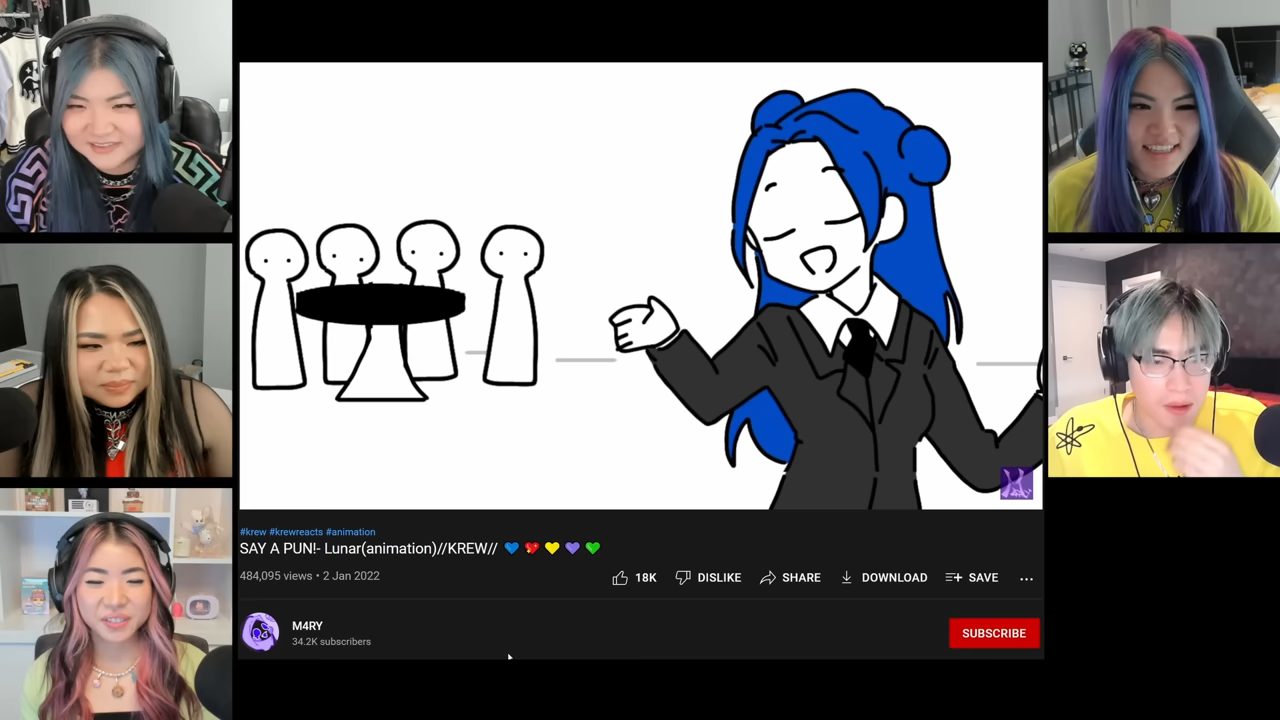 #krew #krewreacts #animation
SAY A PUN!- Lunar(animation)//KREW// 💙 💖 💛 💜 💚
484,095 views • 2 Jan 2022
18K
DISLIKE
SHARE
DOWNLOAD
SAVE
M4RY
34.2K subscribers
SUBSCRIBE